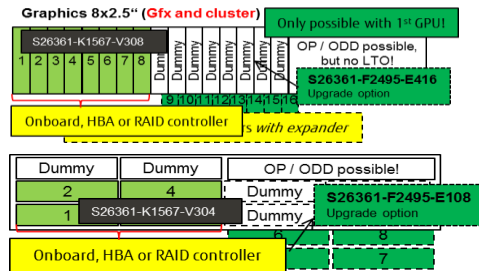 Graphics 8x2.5“ (Gfx and cluster)
Only possible with 1st GPU!
S26361-K1567-V308
1 2 3 4 5 6 7 8
Dummy Dummy Dummy Dummy Dummy Dummy Dummy Dummy
OP / ODD possible,
but no LTO!
S26361-F2495-E416
Upgrade option
9 10 11 12 13 14 15 16
Onboard, HBA or RAID controller
with expander
Dummy Dummy OP / ODD possible!
2 4 Dummy
S26361-F2495-E108
Upgrade option
1 S26361-K1567-V304 Dummy
6 8
Onboard, HBA or RAID controller
7